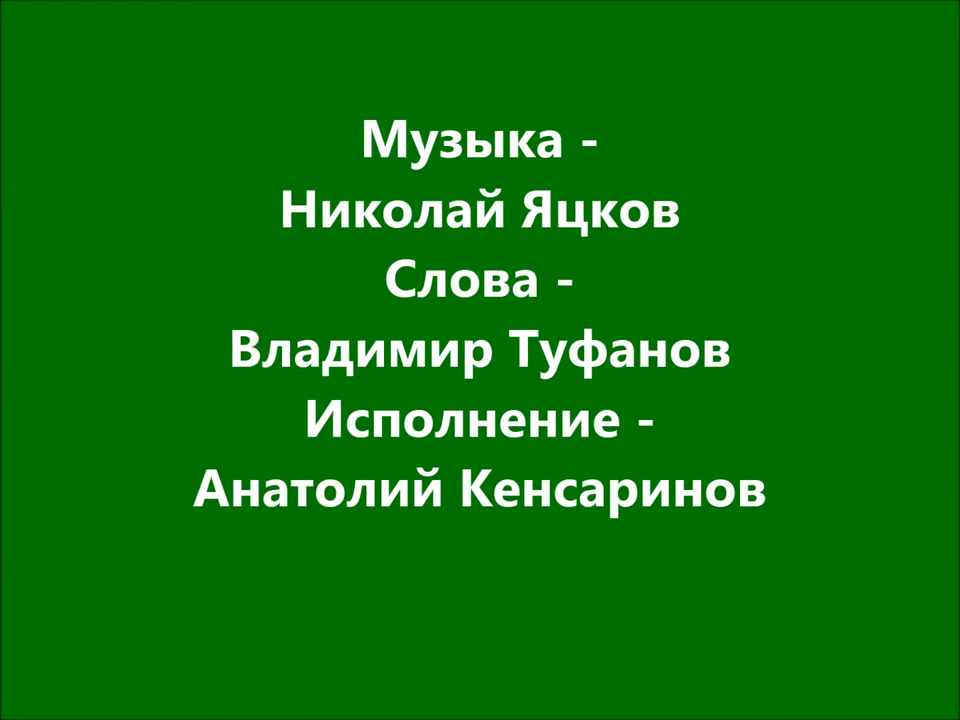 Музыка -
Николай Яцков
Слова -
Владимир Туфанов
Исполнение -
Анатолий Кенсаринов